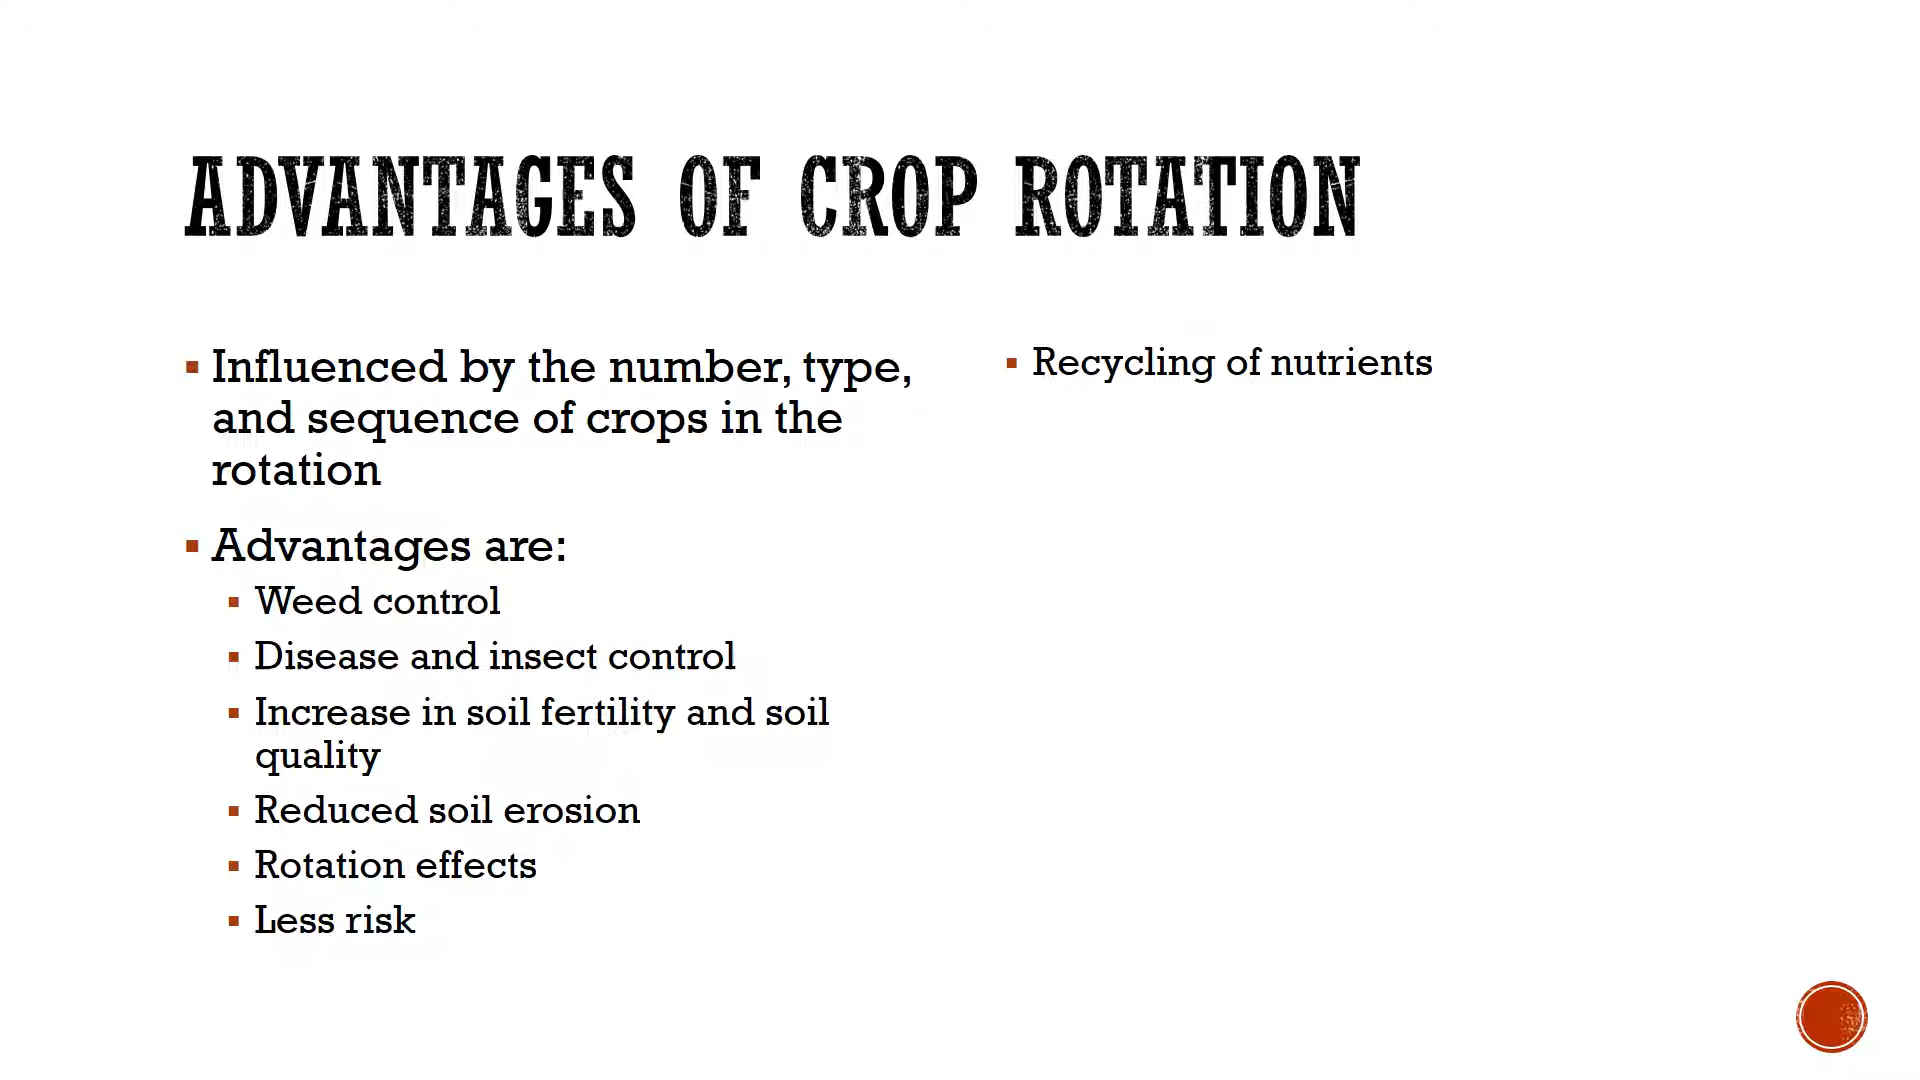 ADVANTAGES OF CROP ROTATION
Influenced by the number, type,
and sequence of crops in the
rotation
Advantages are:
Weed control
Disease and insect control
Increase in soil fertility and soil
quality
Reduced soil erosion
Rotation effects
Less risk
Recycling of nutrients